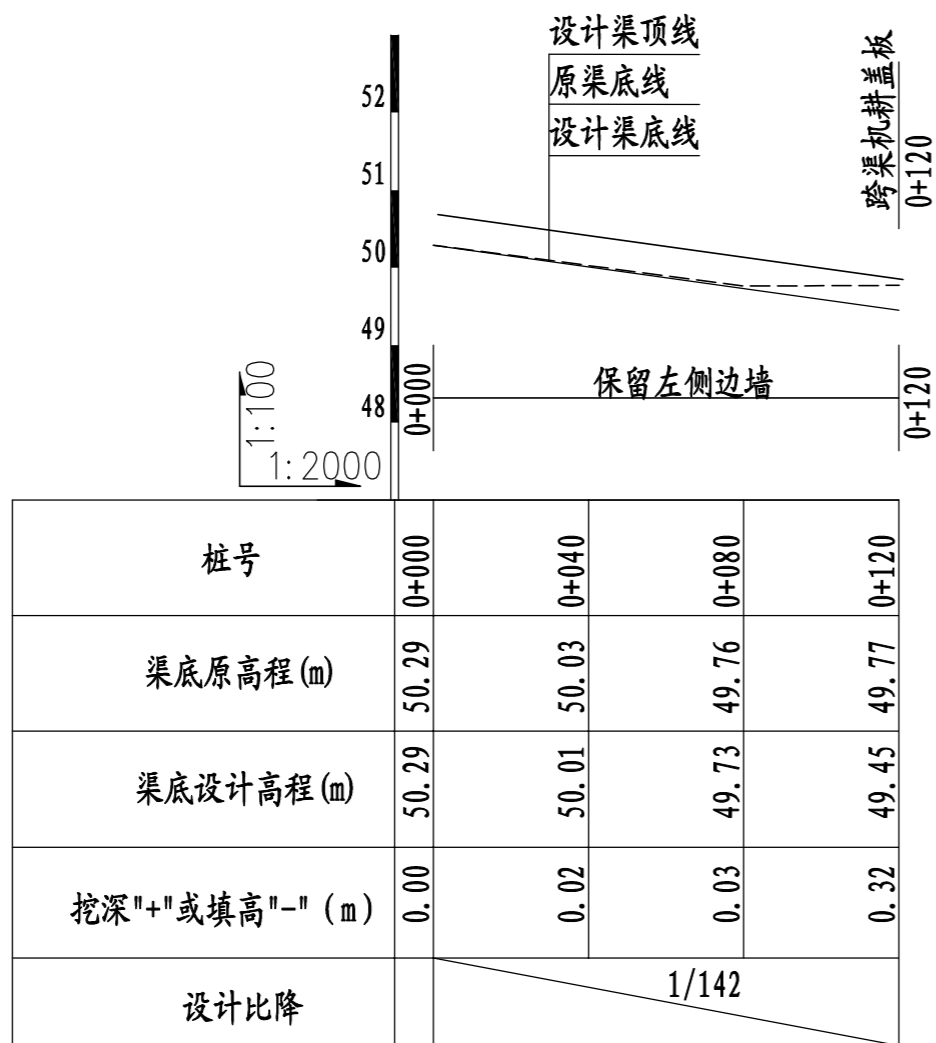 设计渠顶线
原渠底线
设计渠底线
跨渠机耕盖板
0+120
52
51
50
49
48
0+000
保留左侧边墙
0+120
1:100
1:2000
桩号 0+000 0+040 0+080 0+120
渠底原高程(m) 50.29 50.03 49.76 49.77
渠底设计高程(m) 50.29 50.01 49.73 49.45
挖深"+"或填高"-"(m) 0.00 0.02 0.03 0.32
设计比降 1/142